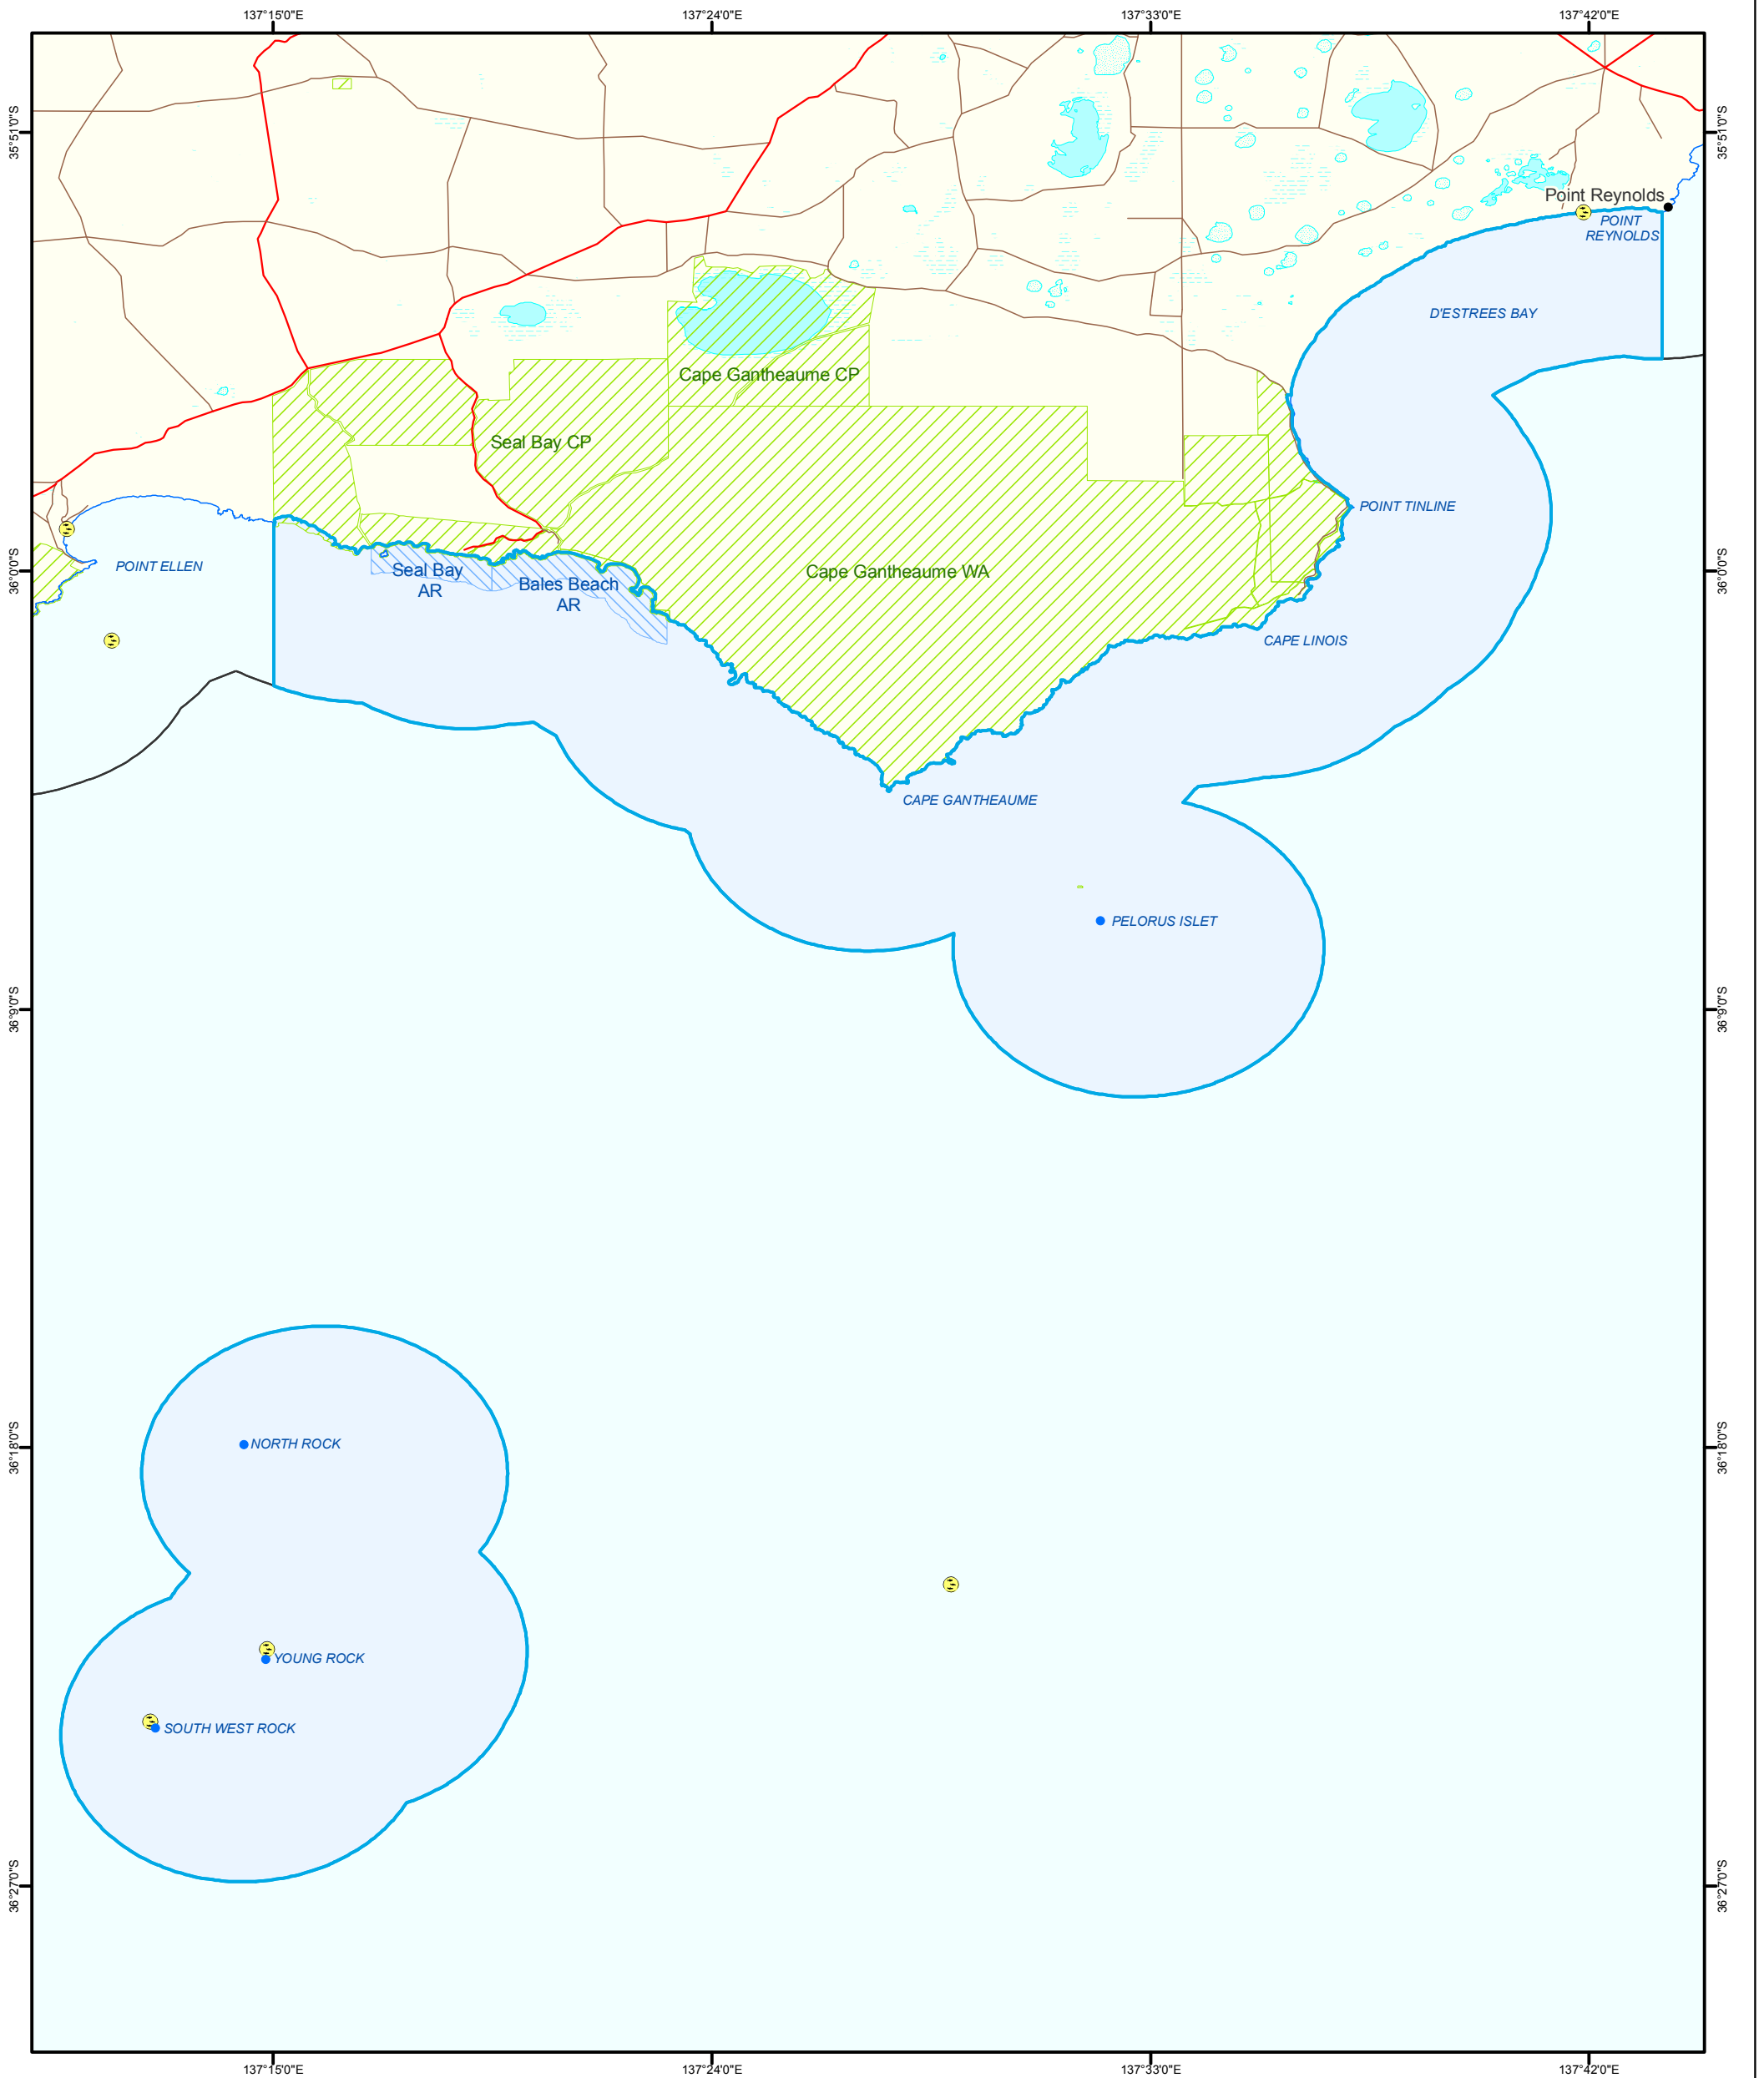 137°15'0"E
137°24'0"E
137°33'0"E
137°42'0"E
35°51'0"S
35°51'0"S
Point Reynolds
POINT
REYNOLDS
D'ESTREES BAY
Cape Gantheaume CP
Seal Bay CP
POINT TINLINE
POINT ELLEN
Seal Bay
AR
Bales Beach
AR
Cape Gantheaume WA
36°0'0"S
36°0'0"S
CAPE LINOIS
CAPE GANTHEAUME
PELORUS ISLET
36°9'0"S
36°9'0"S
NORTH ROCK
36°18'0"S
36°18'0"S
YOUNG ROCK
SOUTH WEST ROCK
36°27'0"S
36°27'0"S
137°15'0"E
137°24'0"E
137°33'0"E
137°42'0"E